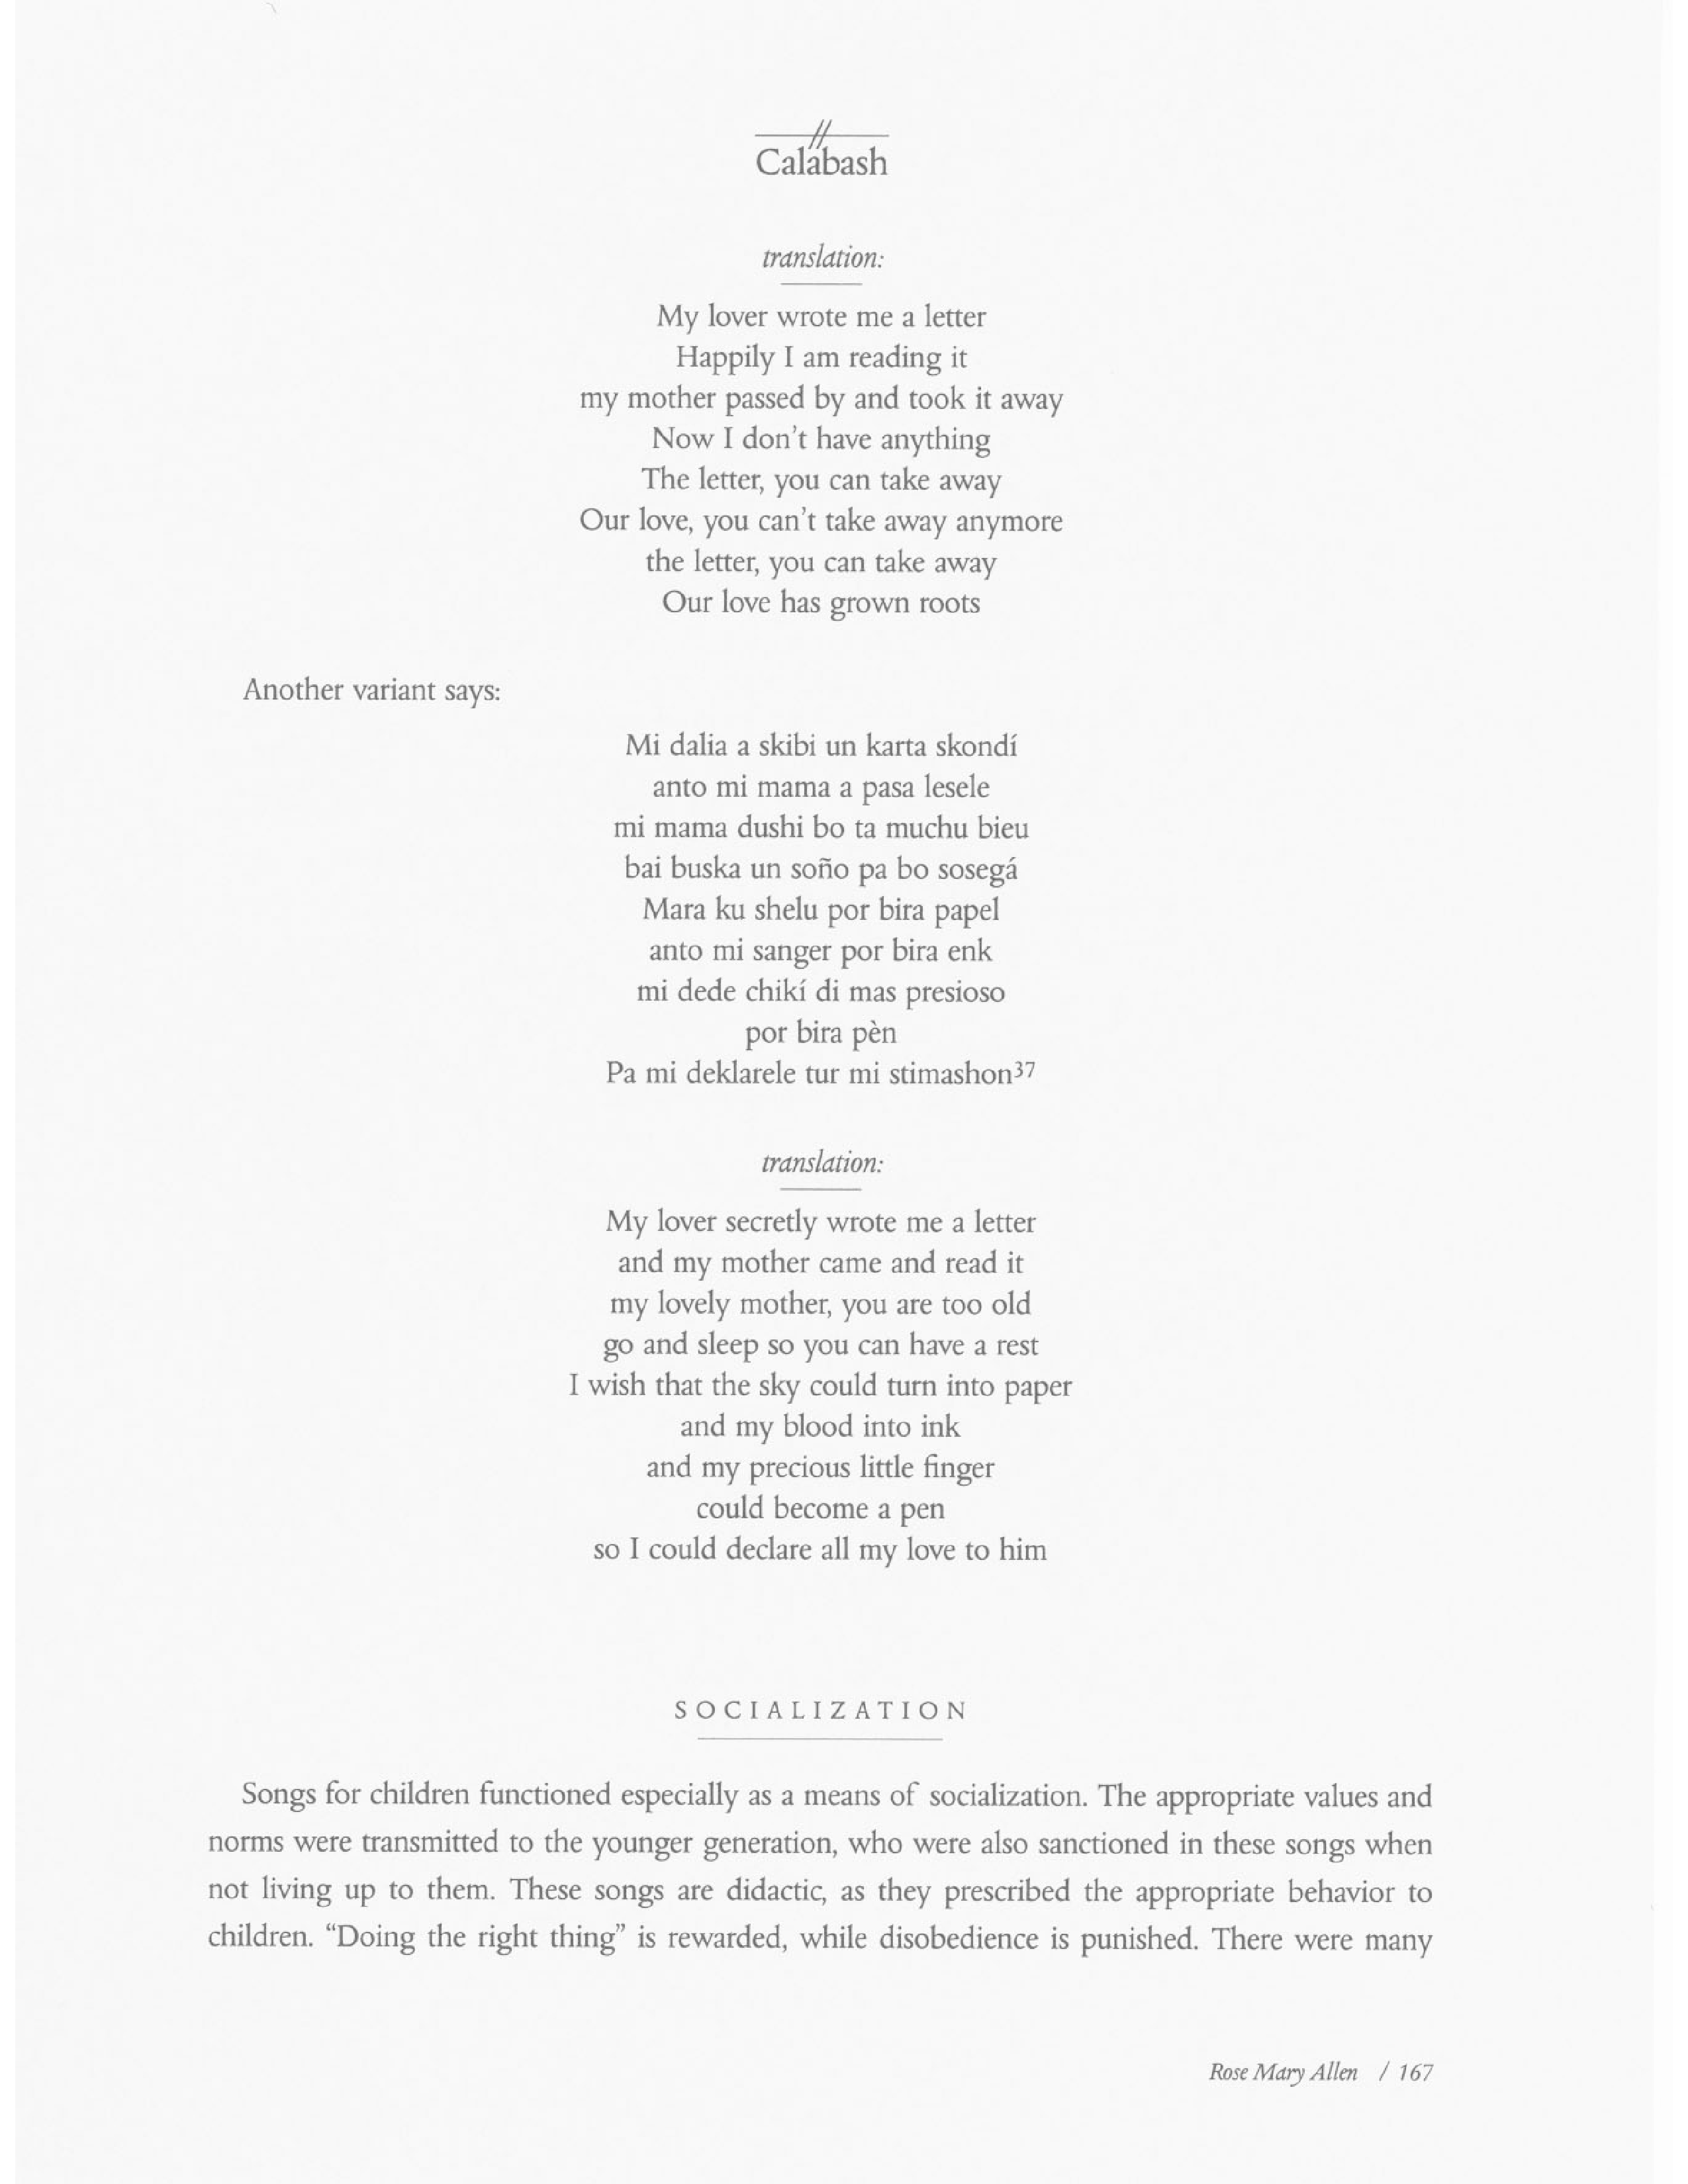 Calabash
translation:
My lover wrote me a letter
Happily I am reading it
my mother passed by and took it away
Now I don't have anything
The letter, you can take away
Our love, you can't take away anymore
the letter, you can take away
Our love has grown roots
Another variant says:
Mi dalia a skibi un karta skondí
anto mi mama a pasa lesele
mi mama dushi bo ta muchu bieu
bai buska un soño pa bo sosegá
Mara ku shelu por bira papel
anto mi sanger por bira enk
mi dede chikí di mas presioso
por bira pèn
Pa mi deklarele tur mi stimashon37
translation:
My lover secretly wrote me a letter
and my mother came and read it
my lovely mother, you are too old
go and sleep so you can have a rest
I wish that the sky could turn into paper
and my blood into ink
and my precious little finger
could become a pen
so I could declare all my love to him
SOCIALIZATION
Songs for children functioned especially as a means of socialization. The appropriate values and
norms were transmitted to the younger generation, who were also sanctioned in these songs when
not living up to them. These songs are didactic, as they prescribed the appropriate behavior to
children. “Doing the right thing” is rewarded, while disobedience is punished. There were many
Rose Mary Allen / 167